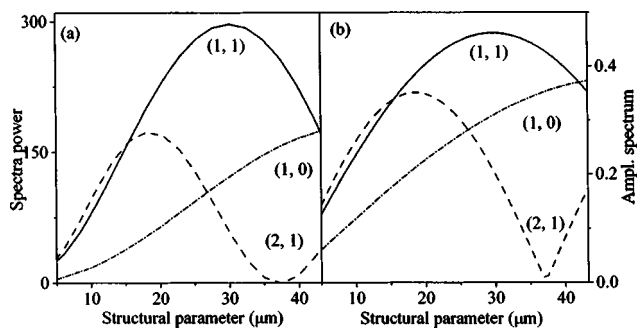 300
150
0
Spectra power
(a)
(1, 1)
(1, 0)
(2, 1)
10 20 30 40
Structural parameter (μm)
(b)
(1, 1)
(1, 0)
(2, 1)
10 20 30 40
Structural parameter (μm)
0.4
0.2
0.0
Ampl. spectrum